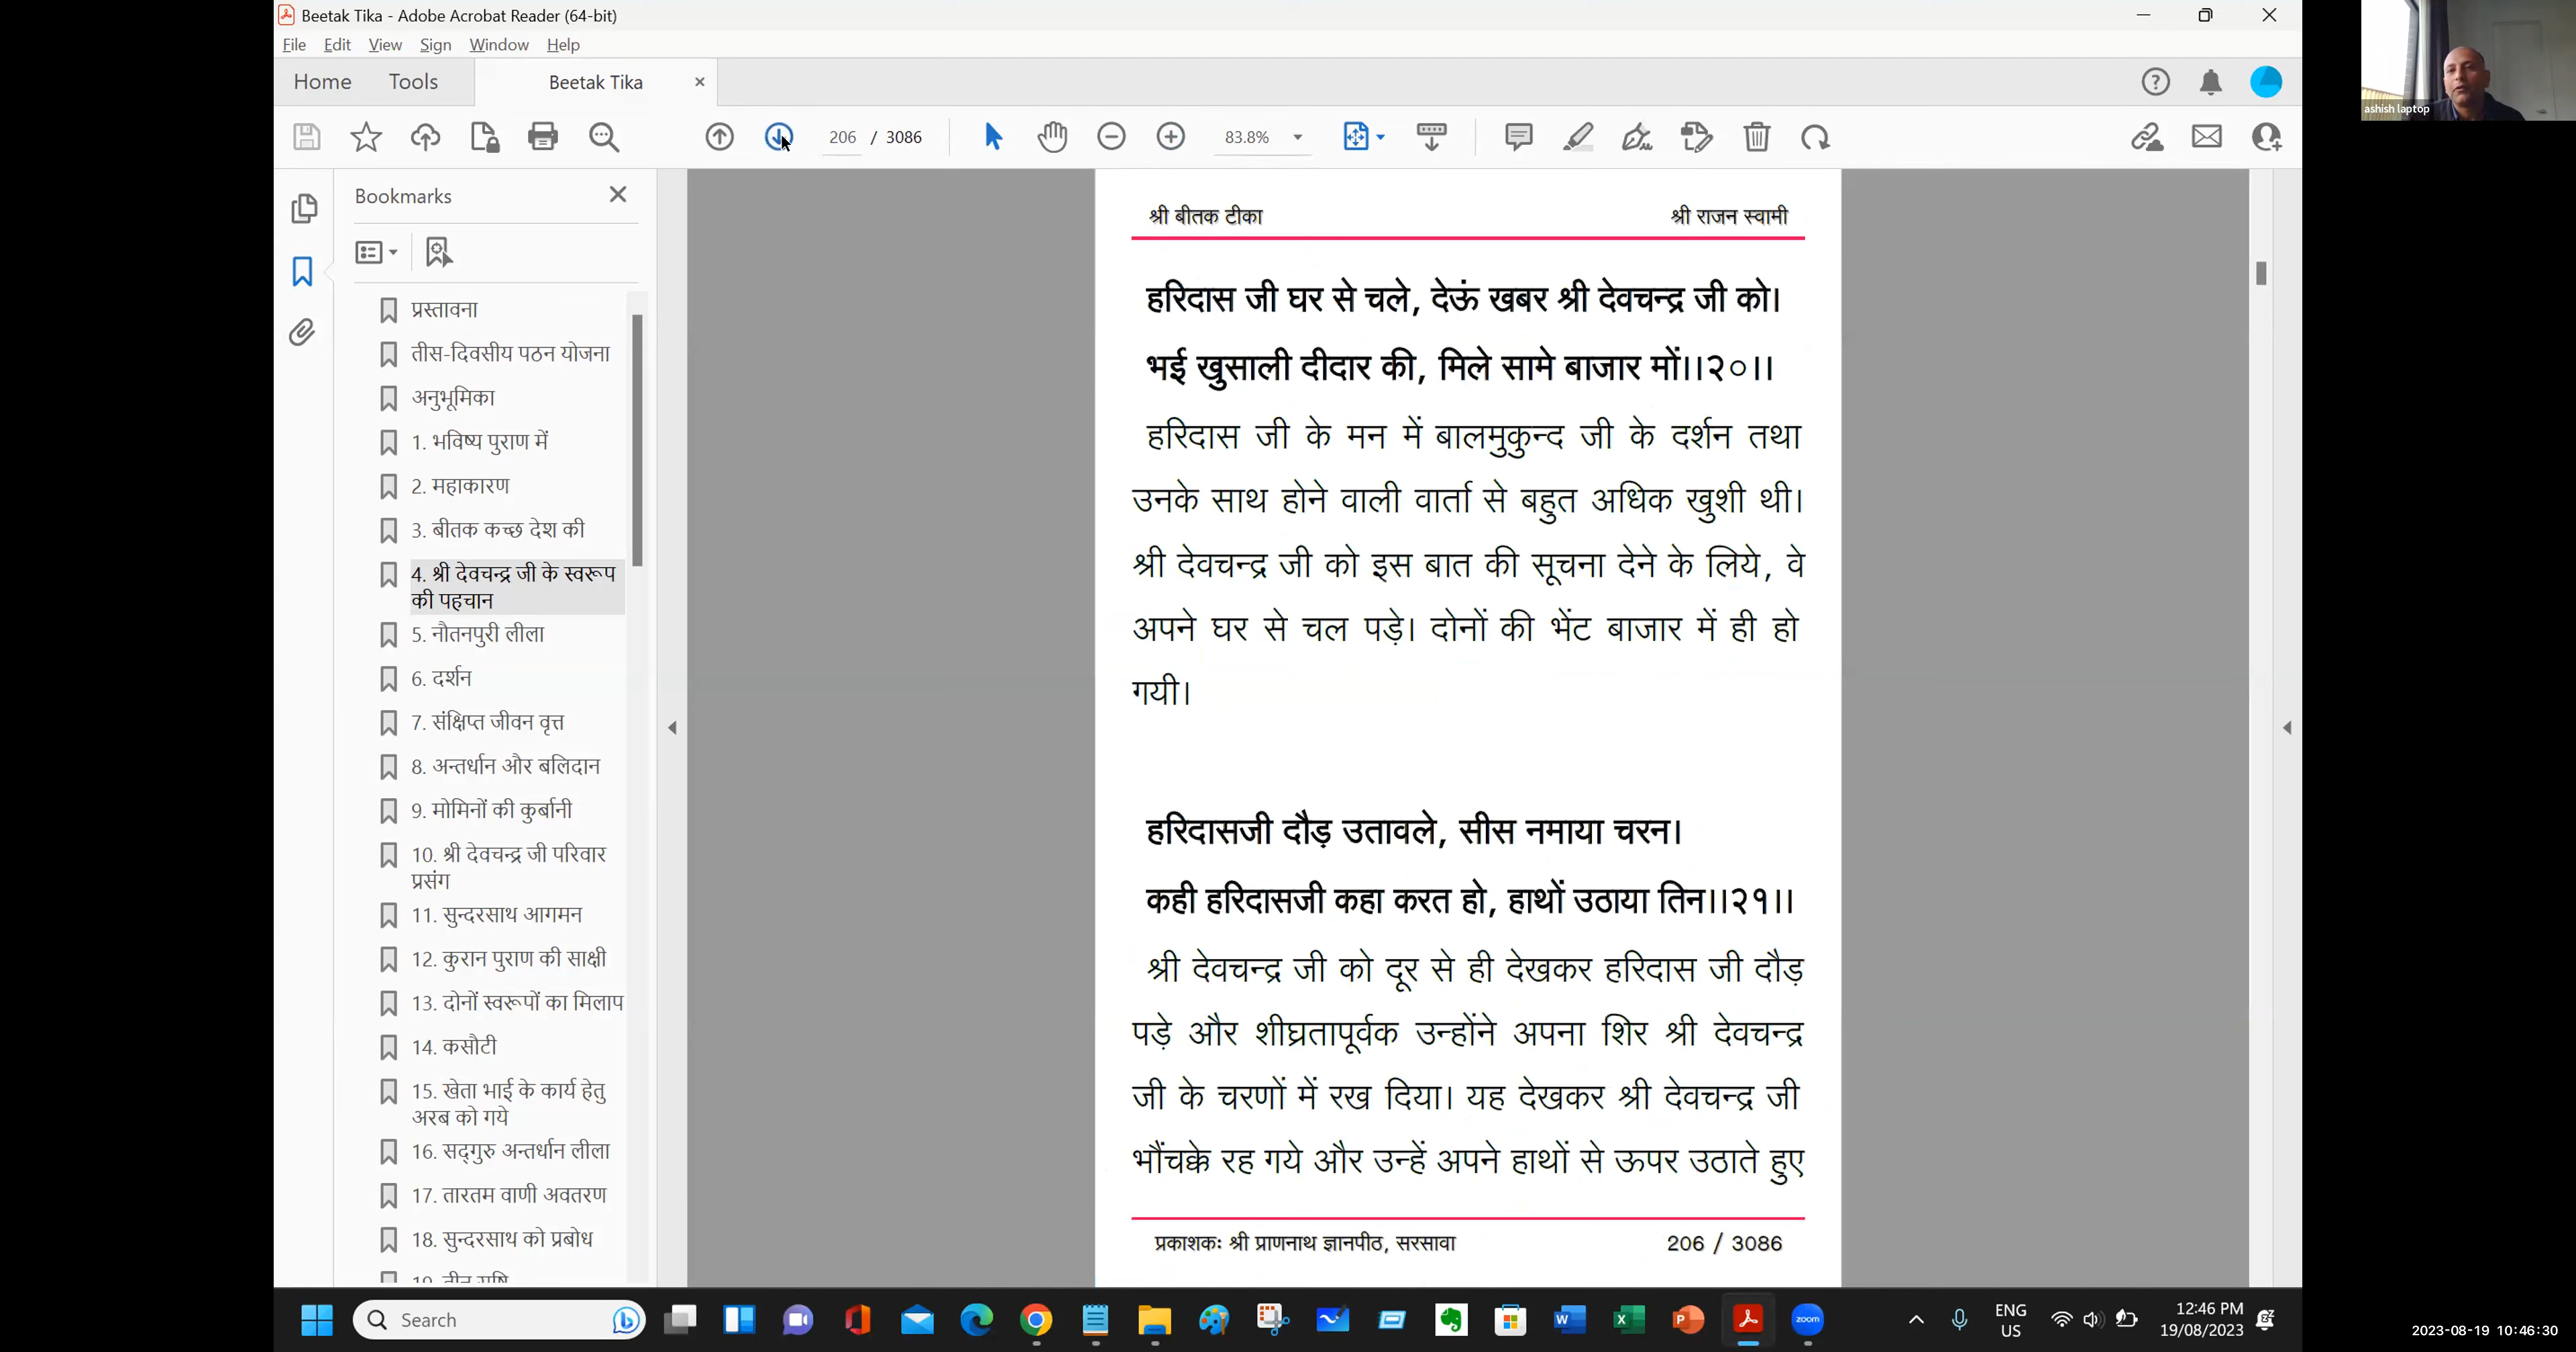 Beetak Tika - Adobe Acrobat Reader (64-bit)
File Edit View Sign Window Help
Home Tools Beetak Tika
206 / 3086 83.8%
ashish laptop
Bookmarks
प्रस्तावना
तीस-दिवसीय पठन योजना
अनुभूमिका
1. भविष्य पुराण में
2. महाकारण
3. बीतक कच्छ देश की
4. श्री देवचन्द्र जी के स्वरूप
की पहचान
5. नौतनपुरी लीला
6. दर्शन
7. संक्षिप्त जीवन वृत्त
8. अन्तर्धान और बलिदान
9. मोमिनों की कुर्बानी
10. श्री देवचन्द्र जी परिवार
प्रसंग
11. सुन्दरसाथ आगमन
12. कुरान पुराण की साक्षी
13. दोनों स्वरूपों का मिलाप
14. कसौटी
15. खेता भाई के कार्य हेतु
अरब को गये
16. सद्गुरु अन्तर्धान लीला
17. तारतम वाणी अवतरण
18. सुन्दरसाथ को प्रबोध
श्री बीतक टीका श्री राजन स्वामी
हरिदास जी घर से चले, देऊं खबर श्री देवचन्द्र जी को।
भई खुसाली दीदार की, मिले सामे बाजार मों।।२०।।
हरिदास जी के मन में बालमुकुन्द जी के दर्शन तथा
उनके साथ होने वाली वार्ता से बहुत अधिक खुशी थी।
श्री देवचन्द्र जी को इस बात की सूचना देने के लिये, वे
अपने घर से चल पड़े। दोनों की भेंट बाजार में ही हो
गयी।
हरिदासजी दौड़ उतावले, सीस नमाया चरन।
कही हरिदासजी कहा करत हो, हाथों उठाया तिन।।२१।।
श्री देवचन्द्र जी को दूर से ही देखकर हरिदास जी दौड़
पड़े और शीघ्रतापूर्वक उन्होंने अपना शिर श्री देवचन्द्र
जी के चरणों में रख दिया। यह देखकर श्री देवचन्द्र जी
भौंचक्के रह गये और उन्हें अपने हाथों से ऊपर उठाते हुए
प्रकाशकः श्री प्राणनाथ ज्ञानपीठ, सरसावा 206 / 3086
Search
zoom
ENG
US
12:46 PM
19/08/2023
2023-08-19 10:46:30